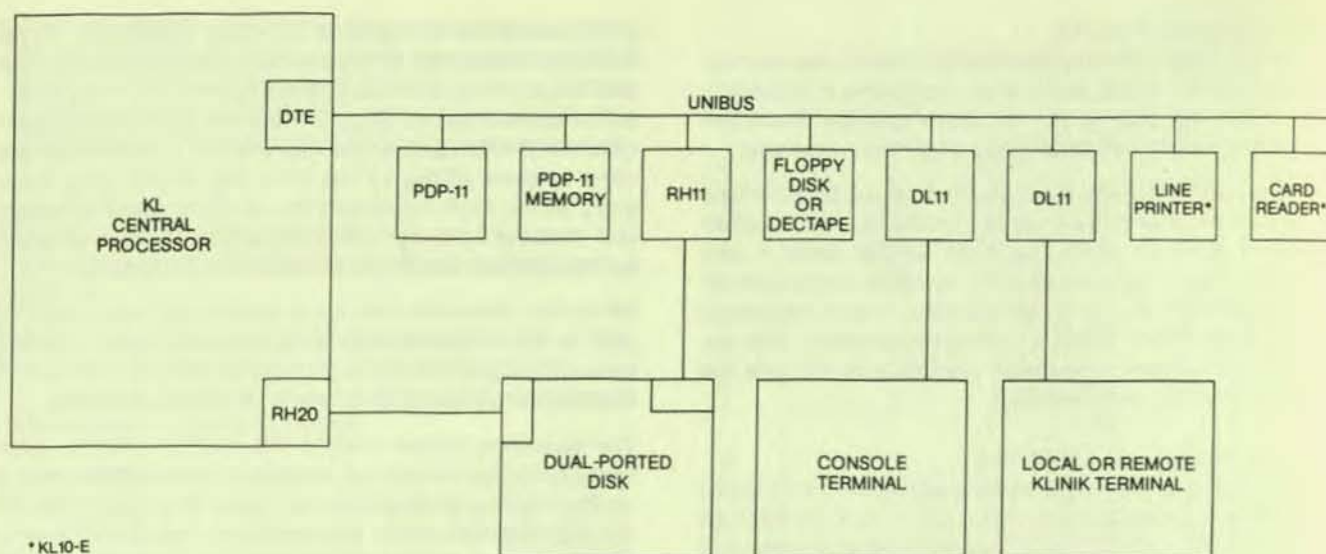 UNIBUS
DTE
KL
CENTRAL
PROCESSOR
PDP-11
PDP-11
MEMORY
RH11
FLOPPY
DISK
OR
DECTAPE
DL11
DL11
LINE
PRINTER*
CARD
READER*
RH20
DUAL-PORTED
DISK
CONSOLE
TERMINAL
LOCAL OR REMOTE
KLINIK TERMINAL
* KL10-E